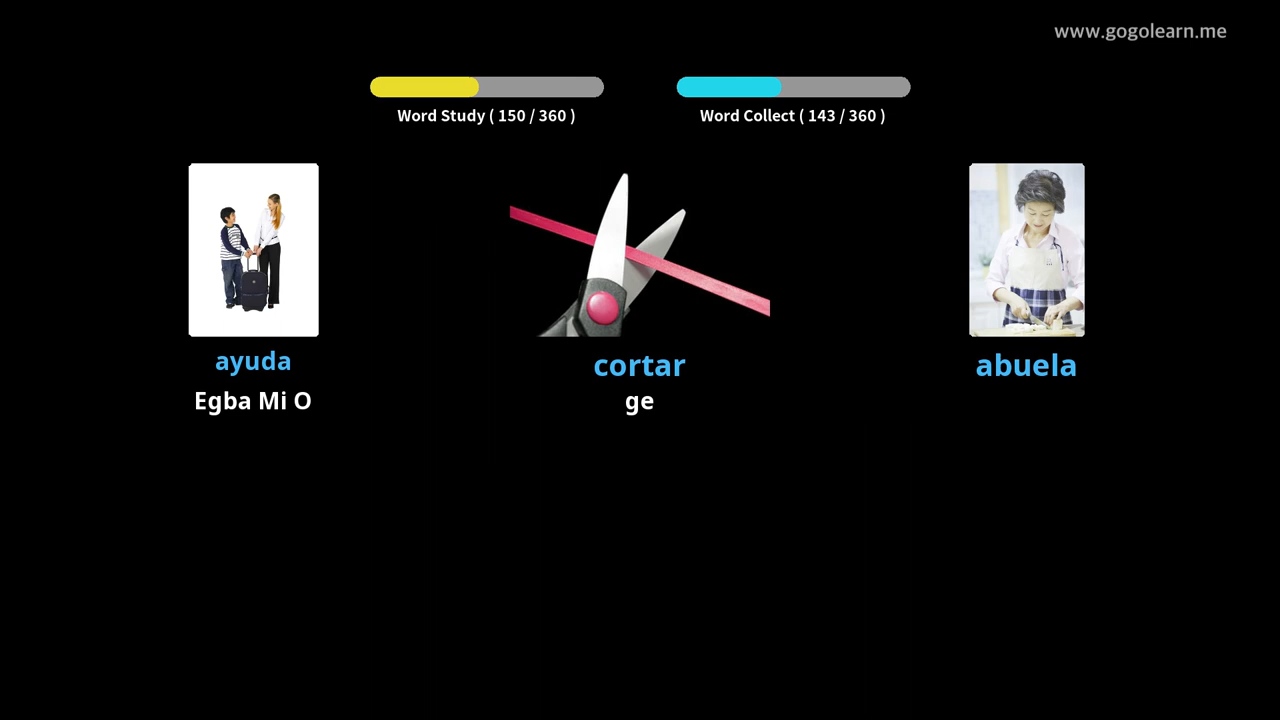 www.gogolearn.me
Word Study ( 150 / 360 )
Word Collect ( 143 / 360 )
ayuda
Egba Mi O
cortar
ge
abuela